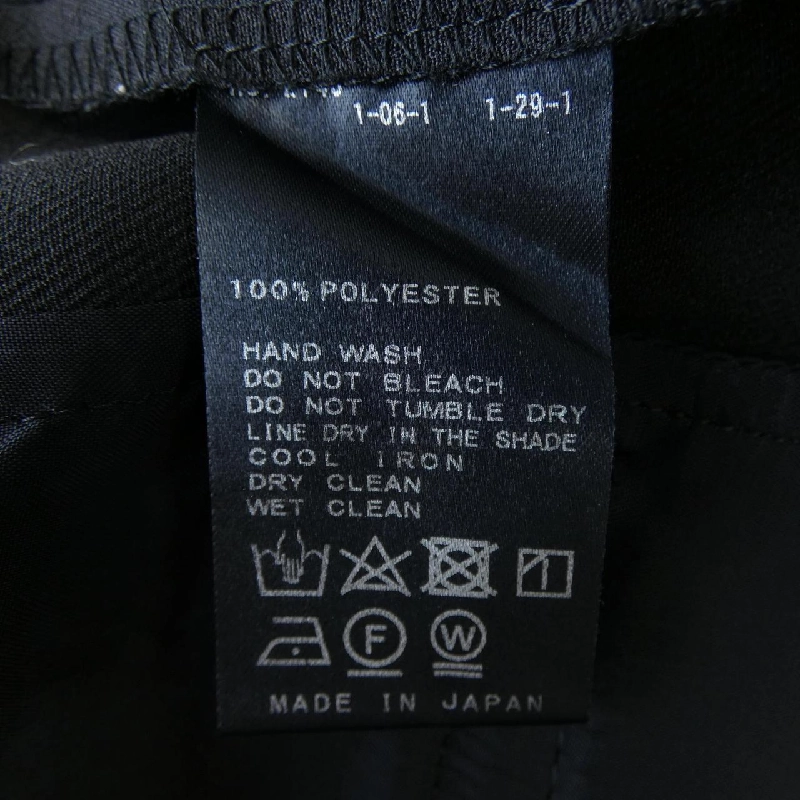 1-06-1 1-29-1
100% POLYESTER
HAND WASH
DO NOT BLEACH
DO NOT TUMBLE DRY
LINE DRY IN THE SHADE
COOL IRON
DRY CLEAN
WET CLEAN
F W
MADE IN JAPAN